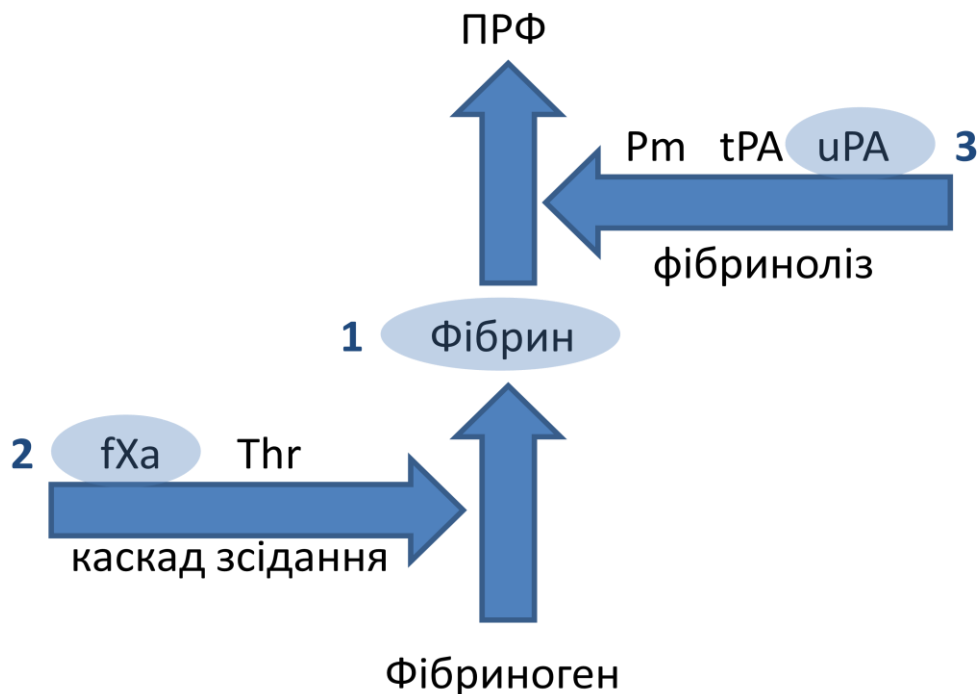 ПРФ
Pm tPA uPA 3
фібриноліз
1 Фібрин
2 fXa Thr
каскад зсідання
Фібриноген